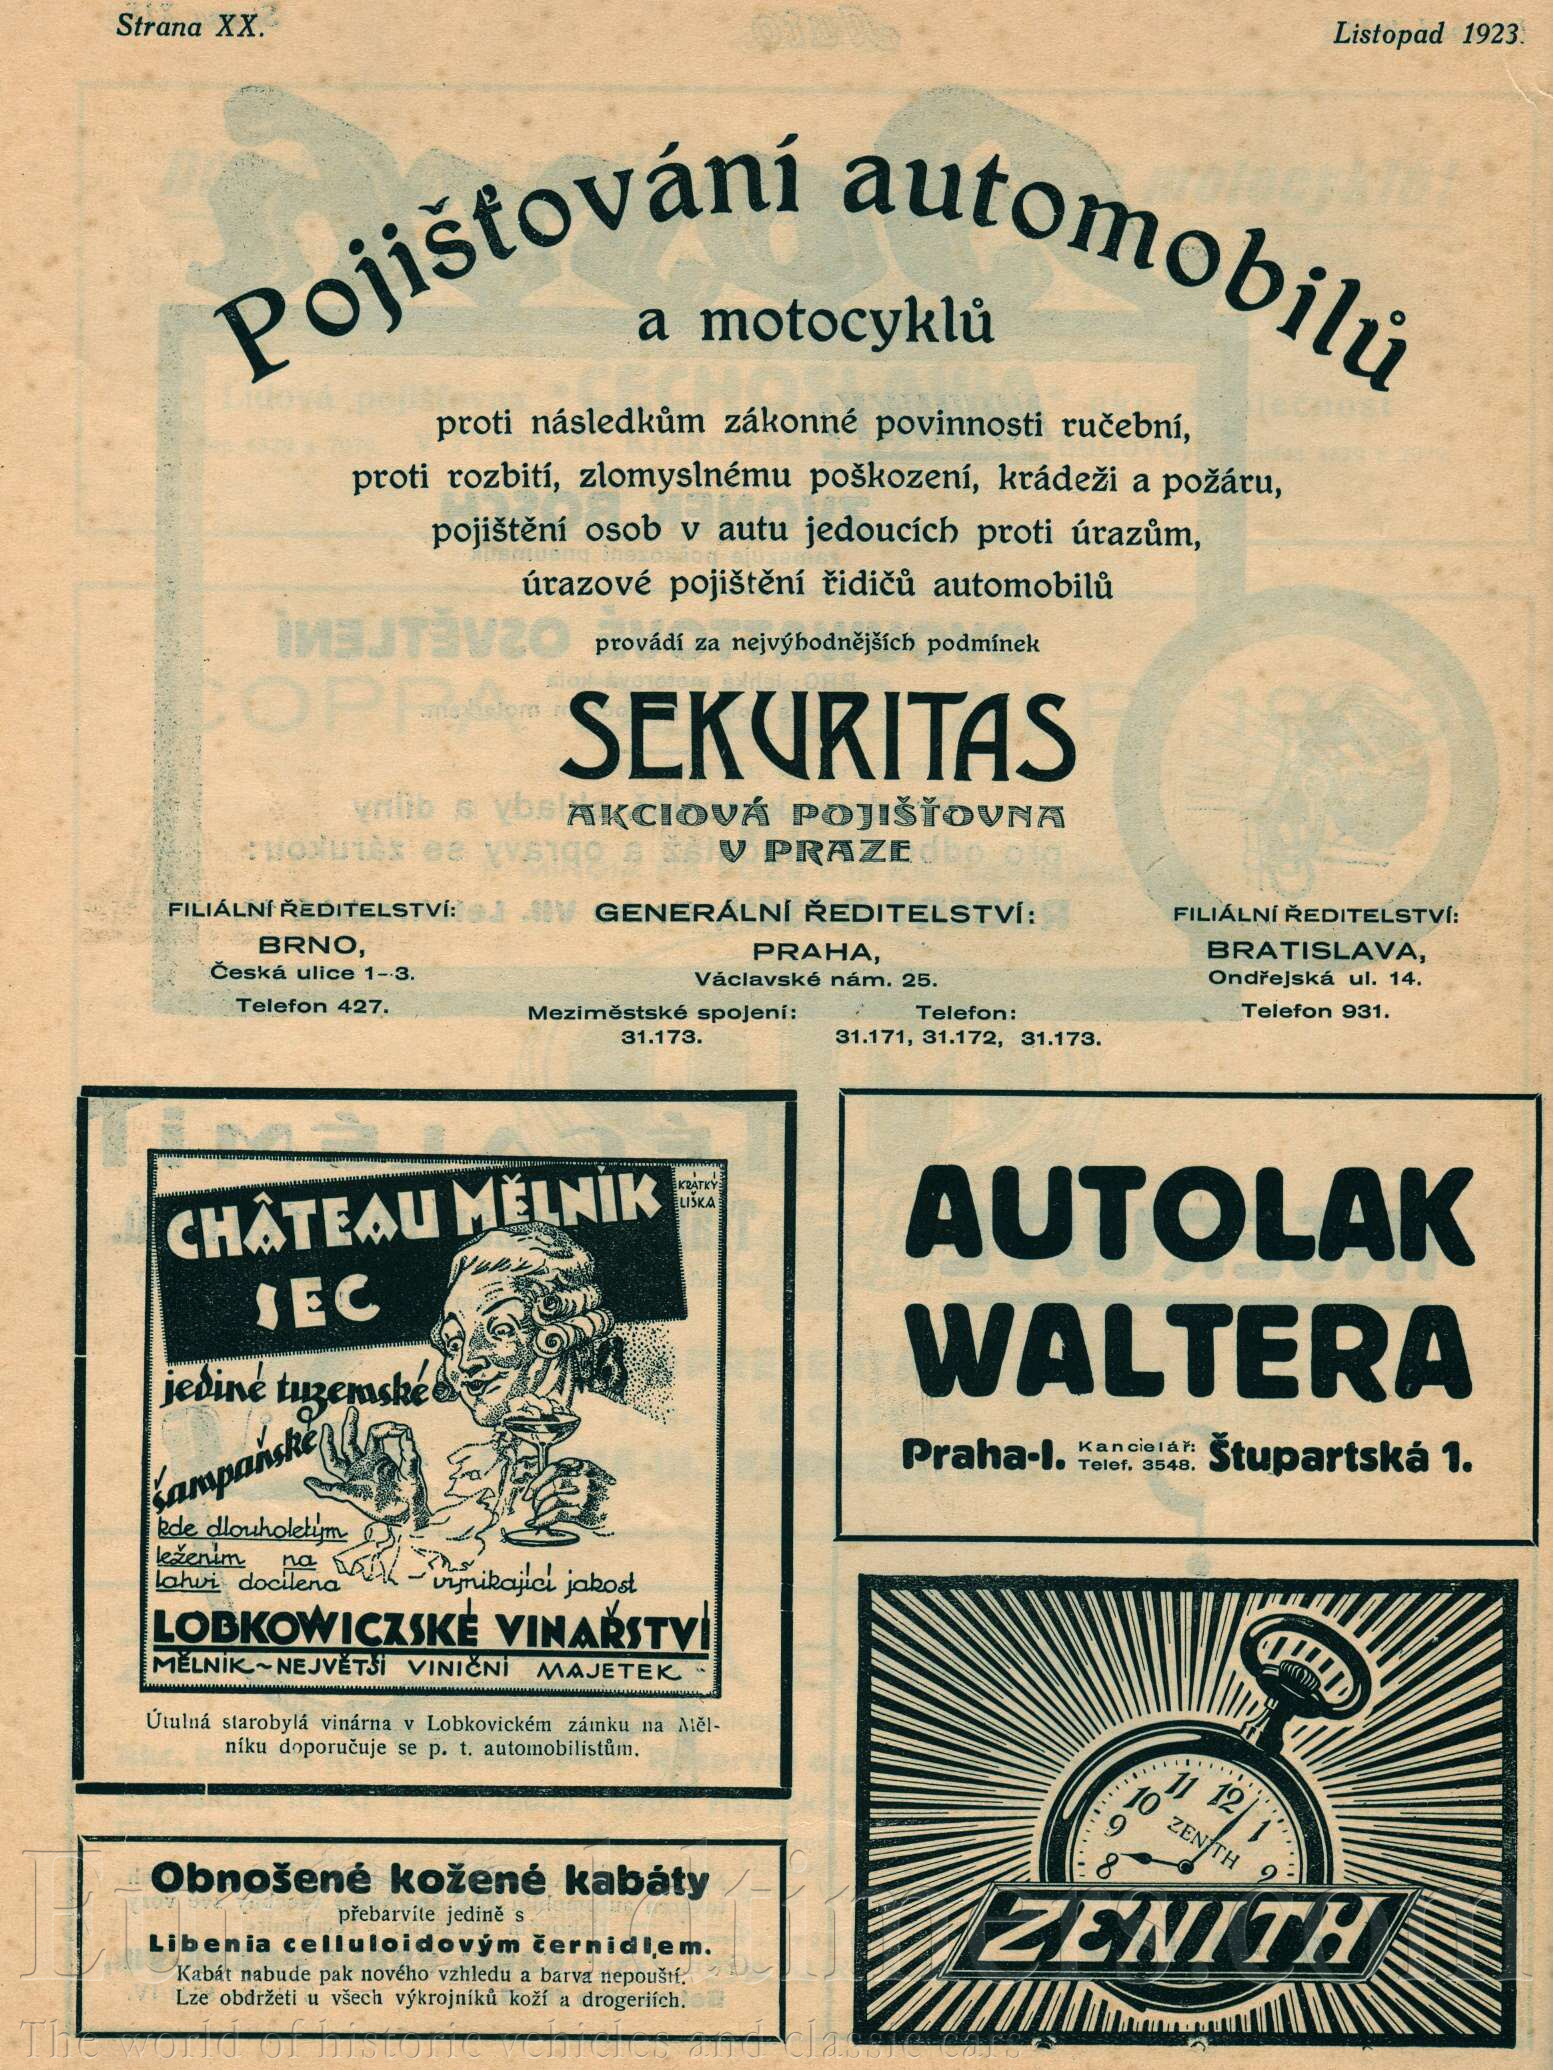 Strana XX.
Listopad 1923.
Pojišťování automobilů
a motocyklů
proti následkům zákonné povinnosti ručební,
proti rozbití, zlomyslnému poškození, krádeži a požáru,
pojištění osob v autu jedoucích proti úrazům,
úrazové pojištění řidičů automobilů
provádí za nejvýhodnějších podmínek
SEKURITAS
AKCIOVÁ POJIŠŤOVNA
V PRAZE
FILIÁLNÍ ŘEDITELSTVÍ:
BRNO,
Česká ulice 1--3.
Telefon 427.
GENERÁLNÍ ŘEDITELSTVÍ:
PRAHA,
Václavské nám. 25.
Meziměstské spojení:
31.173.
Telefon:
31.171, 31.172, 31.173.
FILIÁLNÍ ŘEDITELSTVÍ:
BRATISLAVA,
Ondřejská ul. 14.
Telefon 931.
CHÂTEAU MĚLNÍK
SEC
KRÁTKÝ
LIŠKA
jediné tuzemské
šampaňské
kde dlouholetým
ležením na
lahvi docílena vynikající jakost
LOBKOWICZSKÉ VINAŘSTVÍ
MĚLNÍK~NEJVĚTŠÍ VINIČNÍ MAJETEK
Útulná starobylá vinárna v Lobkovickém zámku na Měl-
níku doporučuje se p. t. automobilistům.
Obnošené kožené kabáty
přebarvíte jedině s
Libenia celluloidovým černidlem.
Kabát nabude pak nového vzhledu a barva nepouští.
Lze obdržeti u všech výkrojníků koží a drogeriích.
AUTOLAK
WALTERA
Praha-I. Kancelář: Štupartská 1.
Telef. 3548.
10 11 12 1
9 2
8
ZENITH
ZENITH
The world of historic vehicles and classic cars